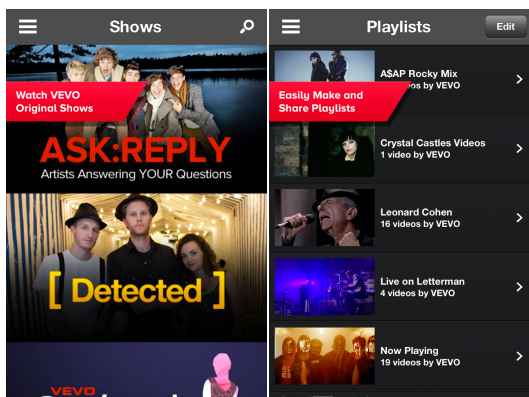 Shows
Watch VEVO
Original Shows
ASK:REPLY
Artists Answering YOUR Questions
[ Detected ]
VEVO
Playlists
Edit
Easily Make and
Share Playlists
A$AP Rocky Mix
os by VEVO
Crystal Castles Videos
1 video by VEVO
Leonard Cohen
16 videos by VEVO
Live on Letterman
4 videos by VEVO
Now Playing
19 videos by VEVO